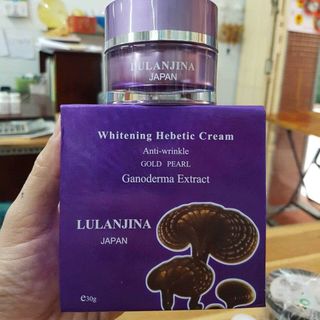 LULANJINA
JAPAN
Whitening Hebetic Cream
Anti-wrinkle
GOLD PEARL
Ganoderma Extract
LULANJINA
JAPAN
e30g